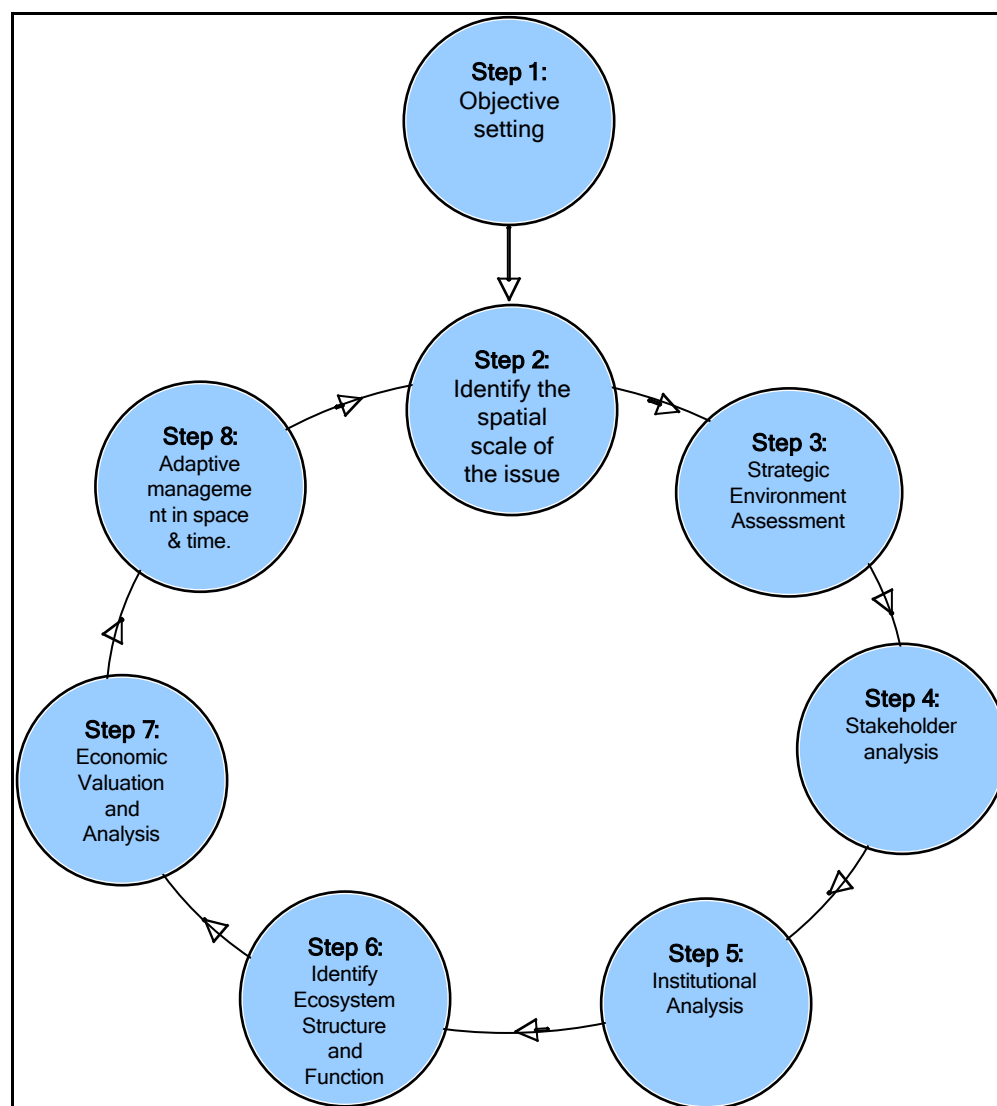 Step 1:
Objective
setting
Step 2:
Identify the
spatial
scale of
the issue
Step 3:
Strategic
Environment
Assessment
Step 4:
Stakeholder
analysis
Step 5:
Institutional
Analysis
Step 6:
Identify
Ecosystem
Structure
and
Function
Step 7:
Economic
Valuation
and
Analysis
Step 8:
Adaptive
manageme
nt in space
& time.